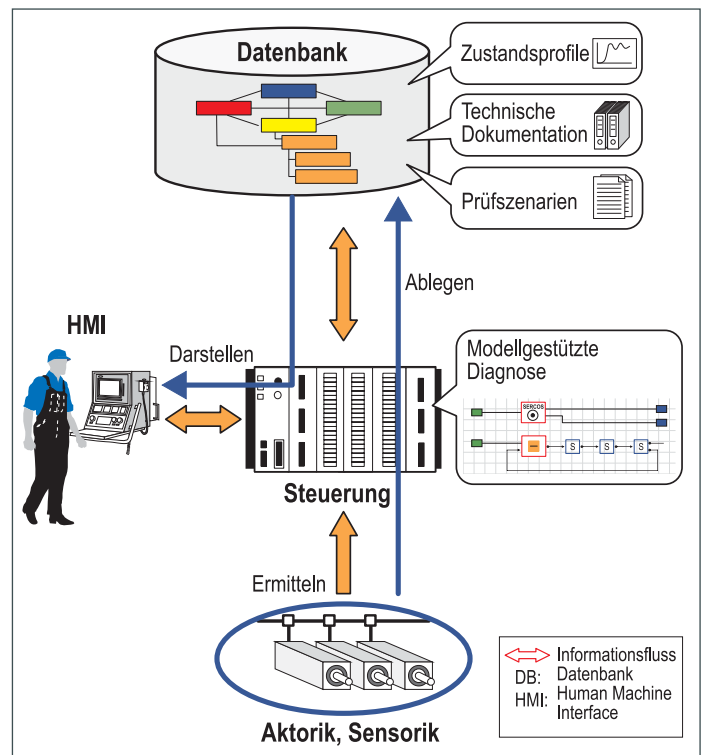 Datenbank
Zustandsprofile
Technische
Dokumentation
Prüfszenarien
Ablegen
HMI
Darstellen
Modellgestützte
Diagnose
SERCOS
S
S
S
Steuerung
Ermitteln
Informationsfluss
DB: Datenbank
HMI: Human Machine
Interface
Aktorik, Sensorik